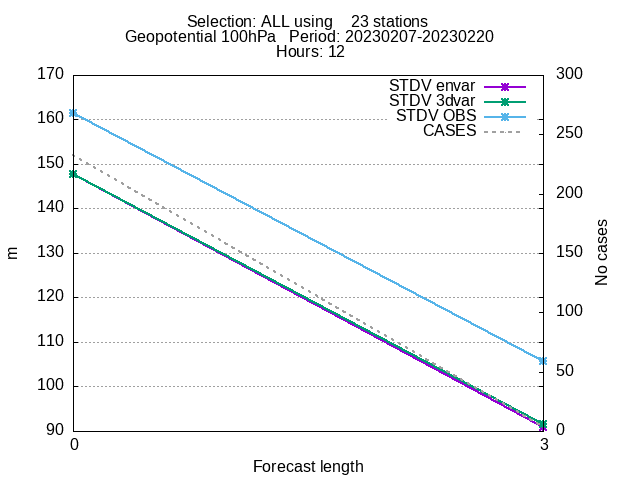 Selection: ALL using    23 stations
Geopotential 100hPa   Period: 20230207-20230220
Hours: 12
STDV envar
STDV 3dvar
STDV OBS
CASES
170
160
150
140
130
120
110
100
90
m
300
250
200
150
100
50
0
No cases
0
3
Forecast length